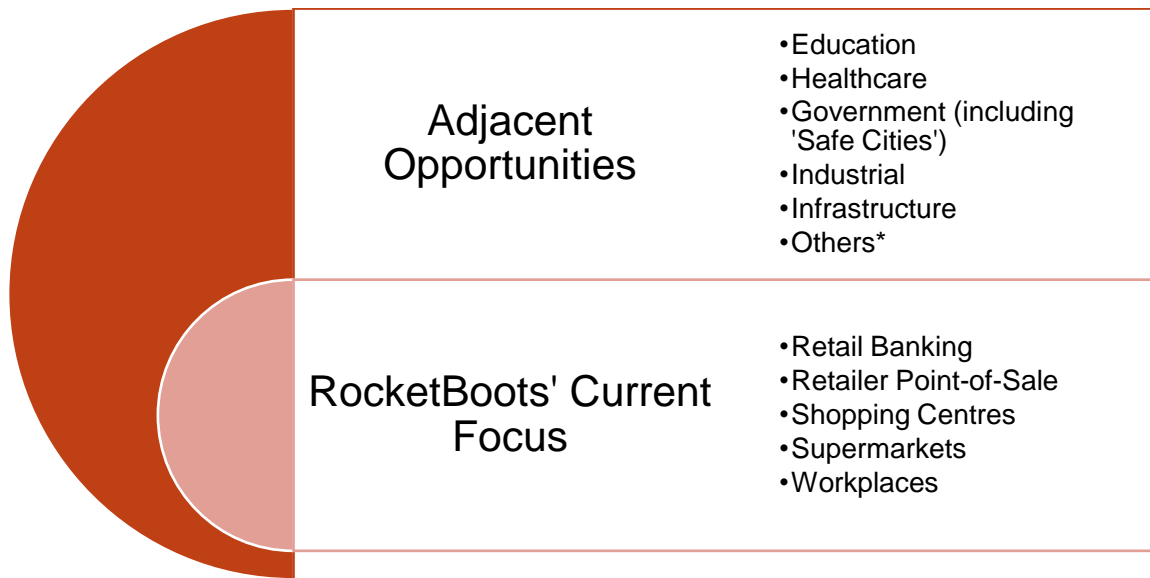 Adjacent
Opportunities
•Education
•Healthcare
•Government (including
'Safe Cities')
•Industrial
•Infrastructure
•Others*
RocketBoots' Current
Focus
•Retail Banking
•Retailer Point-of-Sale
•Shopping Centres
•Supermarkets
•Workplaces